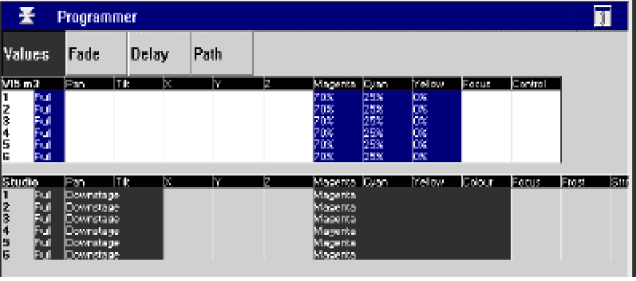 Programmer
Values Fade Delay Path
VL5 m3 Pan Tilt X Y Z Magenta Cyan Yellow Focus Control
1 Full 70% 25% 0%
2 Full 70% 25% 0%
3 Full 70% 25% 0%
4 Full 70% 25% 0%
5 Full 70% 25% 0%
6 Full 70% 25% 0%
Studio Pan Tilt X Y Z Magenta Cyan Yellow Colour Focus Frost
1 Full Downstage Magenta
2 Full Downstage Magenta
3 Full Downstage Magenta
4 Full Downstage Magenta
5 Full Downstage Magenta
6 Full Downstage Magenta